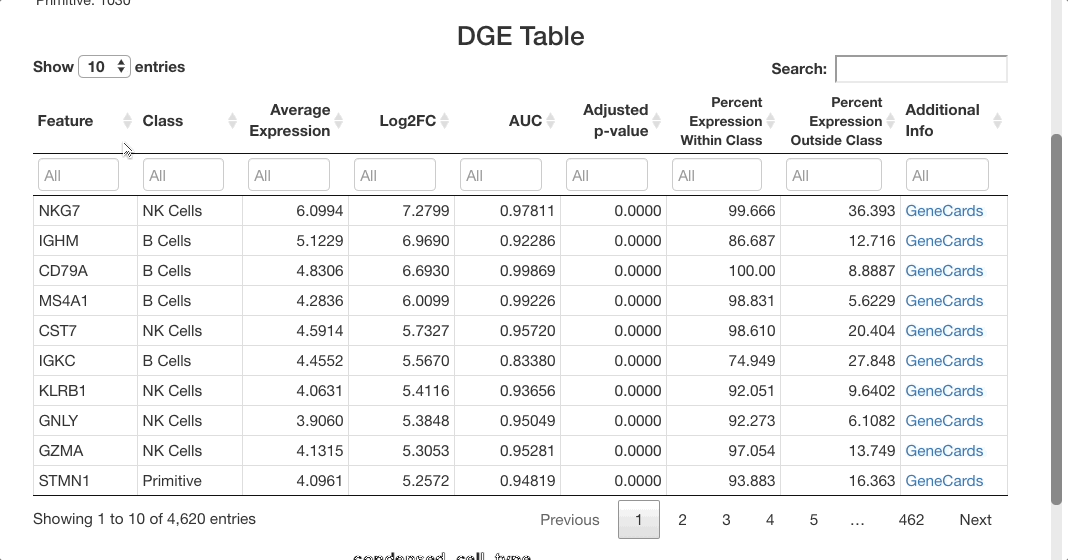 Primitive: 1030
DGE Table
Show 10 entries
Search:
Feature Class Average Expression Log2FC AUC Adjusted p-value Percent Expression Within Class Percent Expression Outside Class Additional Info
All All All All All All All All All
NKG7 NK Cells 6.0994 7.2799 0.97811 0.0000 99.666 36.393 GeneCards
IGHM B Cells 5.1229 6.9690 0.92286 0.0000 86.687 12.716 GeneCards
CD79A B Cells 4.8306 6.6930 0.99869 0.0000 100.00 8.8887 GeneCards
MS4A1 B Cells 4.2836 6.0099 0.99226 0.0000 98.831 5.6229 GeneCards
CST7 NK Cells 4.5914 5.7327 0.95720 0.0000 98.610 20.404 GeneCards
IGKC B Cells 4.4552 5.5670 0.83380 0.0000 74.949 27.848 GeneCards
KLRB1 NK Cells 4.0631 5.4116 0.93656 0.0000 92.051 9.6402 GeneCards
GNLY NK Cells 3.9060 5.3848 0.95049 0.0000 92.273 6.1082 GeneCards
GZMA NK Cells 4.1315 5.3053 0.95281 0.0000 97.054 13.749 GeneCards
STMN1 Primitive 4.0961 5.2572 0.94819 0.0000 93.883 16.363 GeneCards
Showing 1 to 10 of 4,620 entries
Previous 1 2 3 4 5 … 462 Next
condensed_cell_type